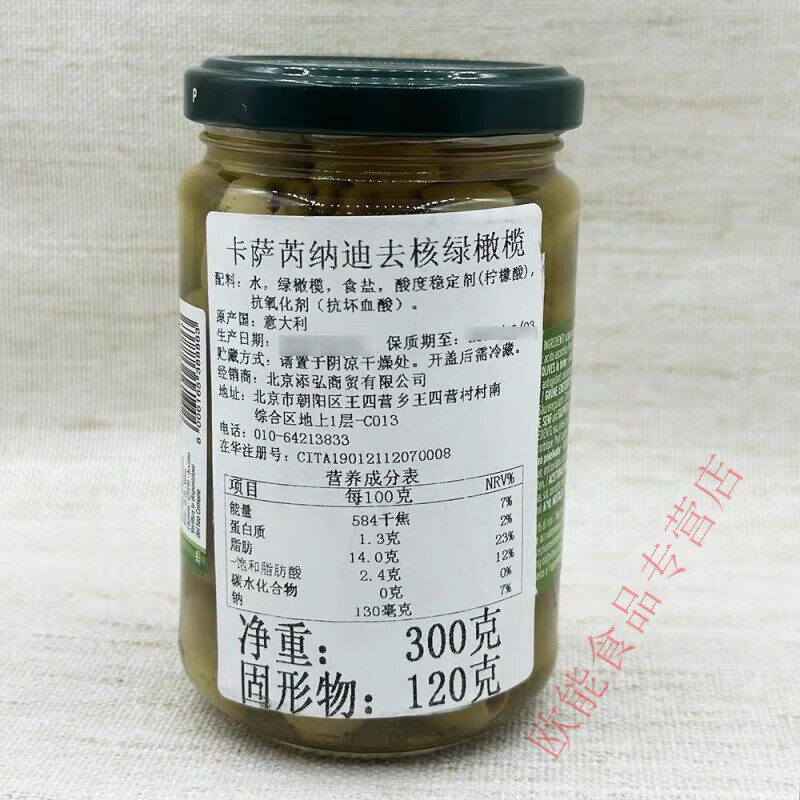 P
卡萨芮纳迪去核绿橄榄
配料：水，绿橄榄，食盐，酸度稳定剂(柠檬酸)，
抗氧化剂（抗坏血酸）。
原产国：意大利
生产日期： 保质期至：
贮藏方式：请置于阴凉干燥处。开盖后需冷藏。
经销商：北京添弘商贸有限公司
地址：北京市朝阳区王四营乡王四营村村南
综合区地上1层-C013
电话：010-64213833
在华注册号：CITA19012112070008
营养成分表
项目 每100克 NRV%
能量 584千焦 7%
蛋白质 1.3克 2%
脂肪 14.0克 23%
-饱和脂肪酸 2.4克 12%
碳水化合物 0克 0%
钠 130毫克 7%
净重： 300克
固形物：120克
欧能食品专营店